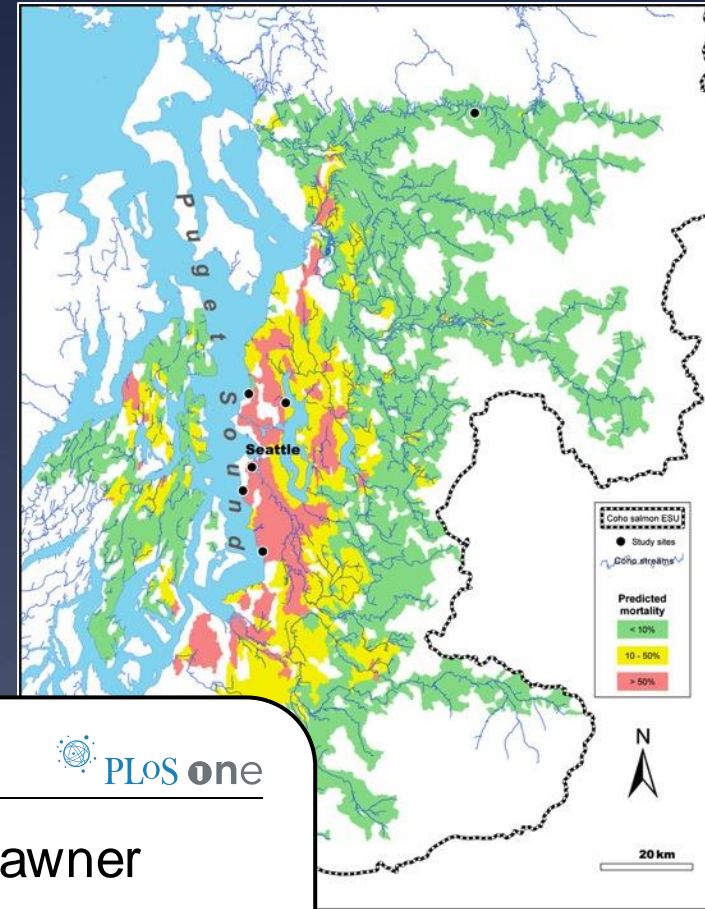 Puget Sound
Seattle
Coho salmon ESU
Study sites
Coho streams
Predicted
mortality
< 10%
10 - 50%
> 50%
N
20 km
PLoS one
awner